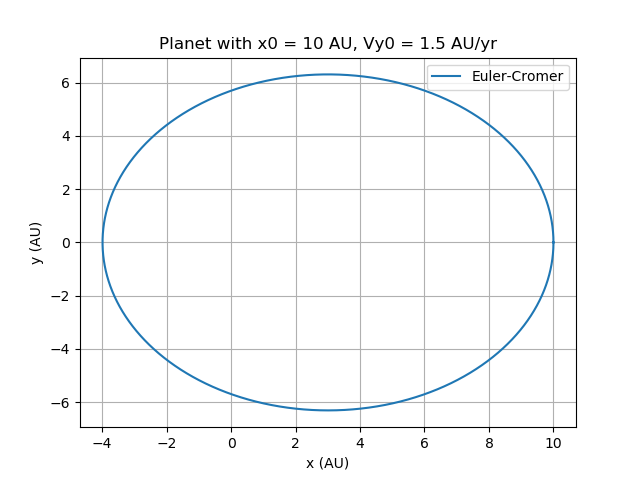 Planet with x0 = 10 AU, Vy0 = 1.5 AU/yr
Euler-Cromer
6
4
2
0
−2
−4
−6
y (AU)
−4 −2 0 2 4 6 8 10
x (AU)